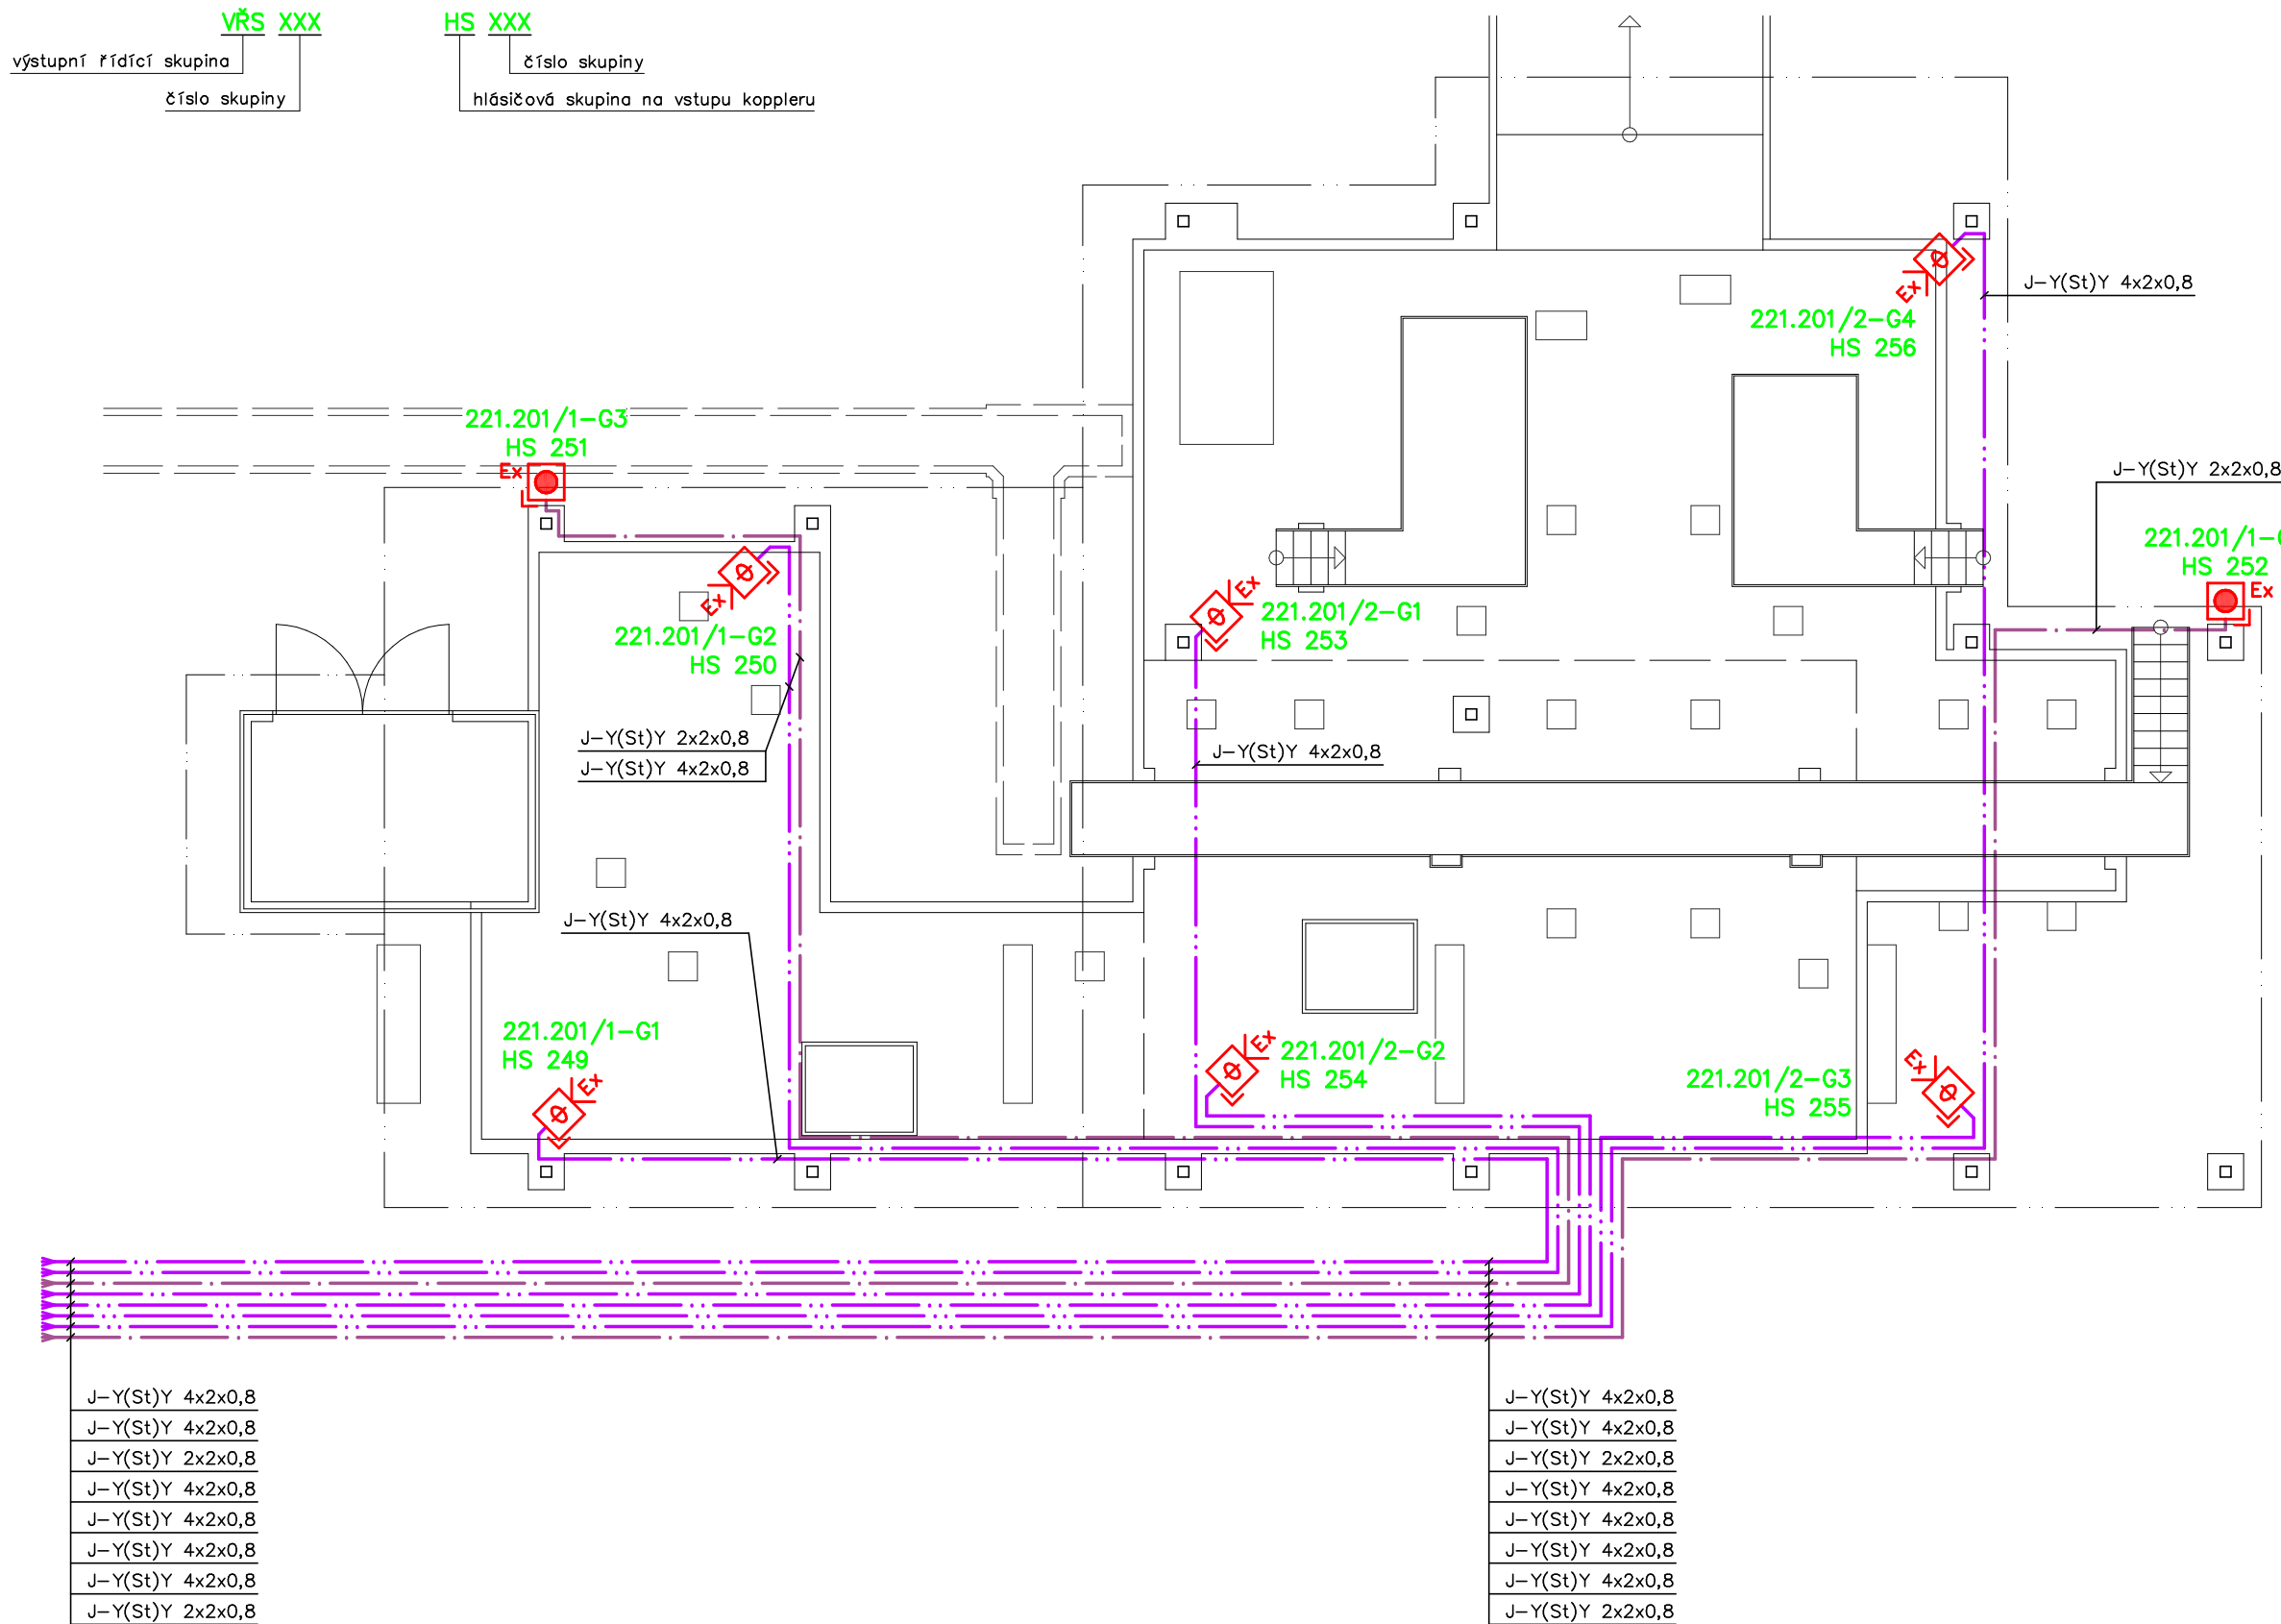 VŘS XXX
výstupní řídící skupina
číslo skupiny
HS XXX
číslo skupiny
hlásičová skupina na vstupu koppleru
J-Y(St)Y 4x2x0,8
221.201/2-G4
HS 256
221.201/1-G3
HS 251
Ex
Ex
J-Y(St)Y 2x2x0,8
221.201/1-G
HS 252
Ex
Ex
221.201/1-G2
HS 250
Ex
221.201/2-G1
HS 253
J-Y(St)Y 2x2x0,8
J-Y(St)Y 4x2x0,8
J-Y(St)Y 4x2x0,8
J-Y(St)Y 4x2x0,8
221.201/1-G1
HS 249
Ex
221.201/2-G2
HS 254
Ex
221.201/2-G3
HS 255
Ex
J-Y(St)Y 4x2x0,8
J-Y(St)Y 4x2x0,8
J-Y(St)Y 2x2x0,8
J-Y(St)Y 4x2x0,8
J-Y(St)Y 4x2x0,8
J-Y(St)Y 4x2x0,8
J-Y(St)Y 4x2x0,8
J-Y(St)Y 2x2x0,8
J-Y(St)Y 4x2x0,8
J-Y(St)Y 4x2x0,8
J-Y(St)Y 2x2x0,8
J-Y(St)Y 4x2x0,8
J-Y(St)Y 4x2x0,8
J-Y(St)Y 4x2x0,8
J-Y(St)Y 4x2x0,8
J-Y(St)Y 2x2x0,8